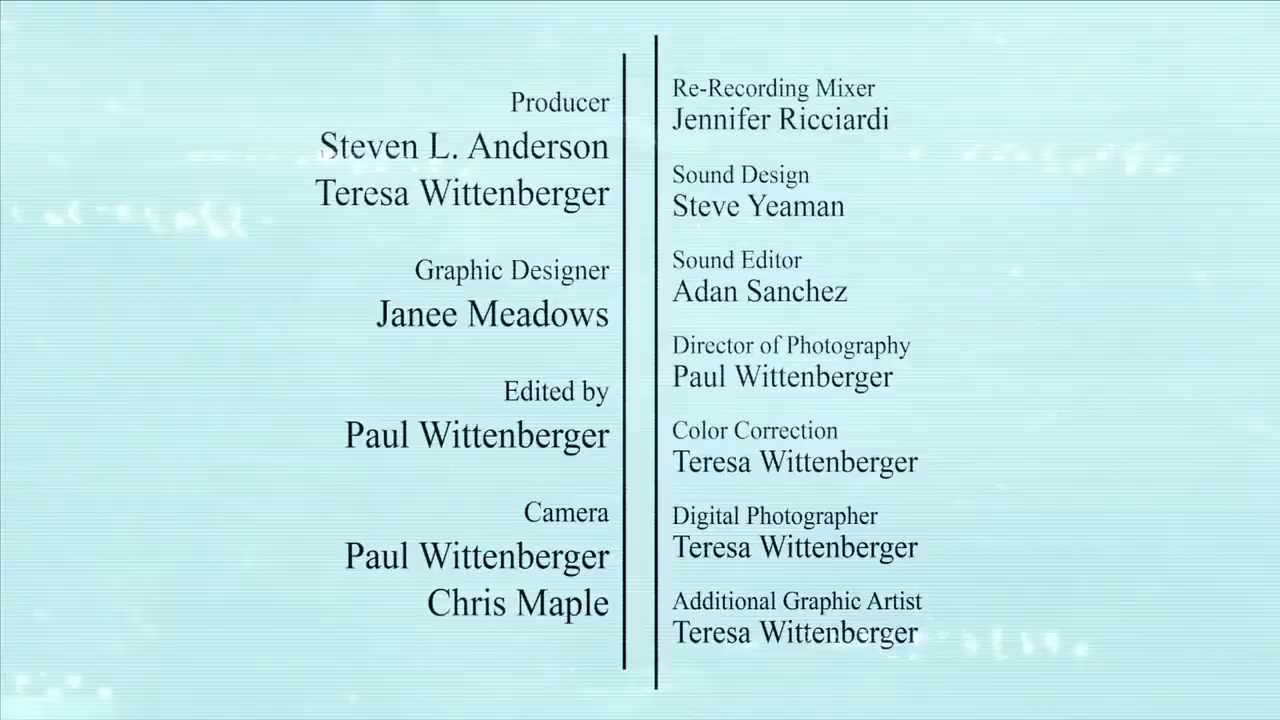 Producer
Steven L. Anderson
Teresa Wittenberger
Graphic Designer
Janee Meadows
Edited by
Paul Wittenberger
Camera
Paul Wittenberger
Chris Maple
Re-Recording Mixer
Jennifer Ricciardi
Sound Design
Steve Yeaman
Sound Editor
Adan Sanchez
Director of Photography
Paul Wittenberger
Color Correction
Teresa Wittenberger
Digital Photographer
Teresa Wittenberger
Additional Graphic Artist
Teresa Wittenberger